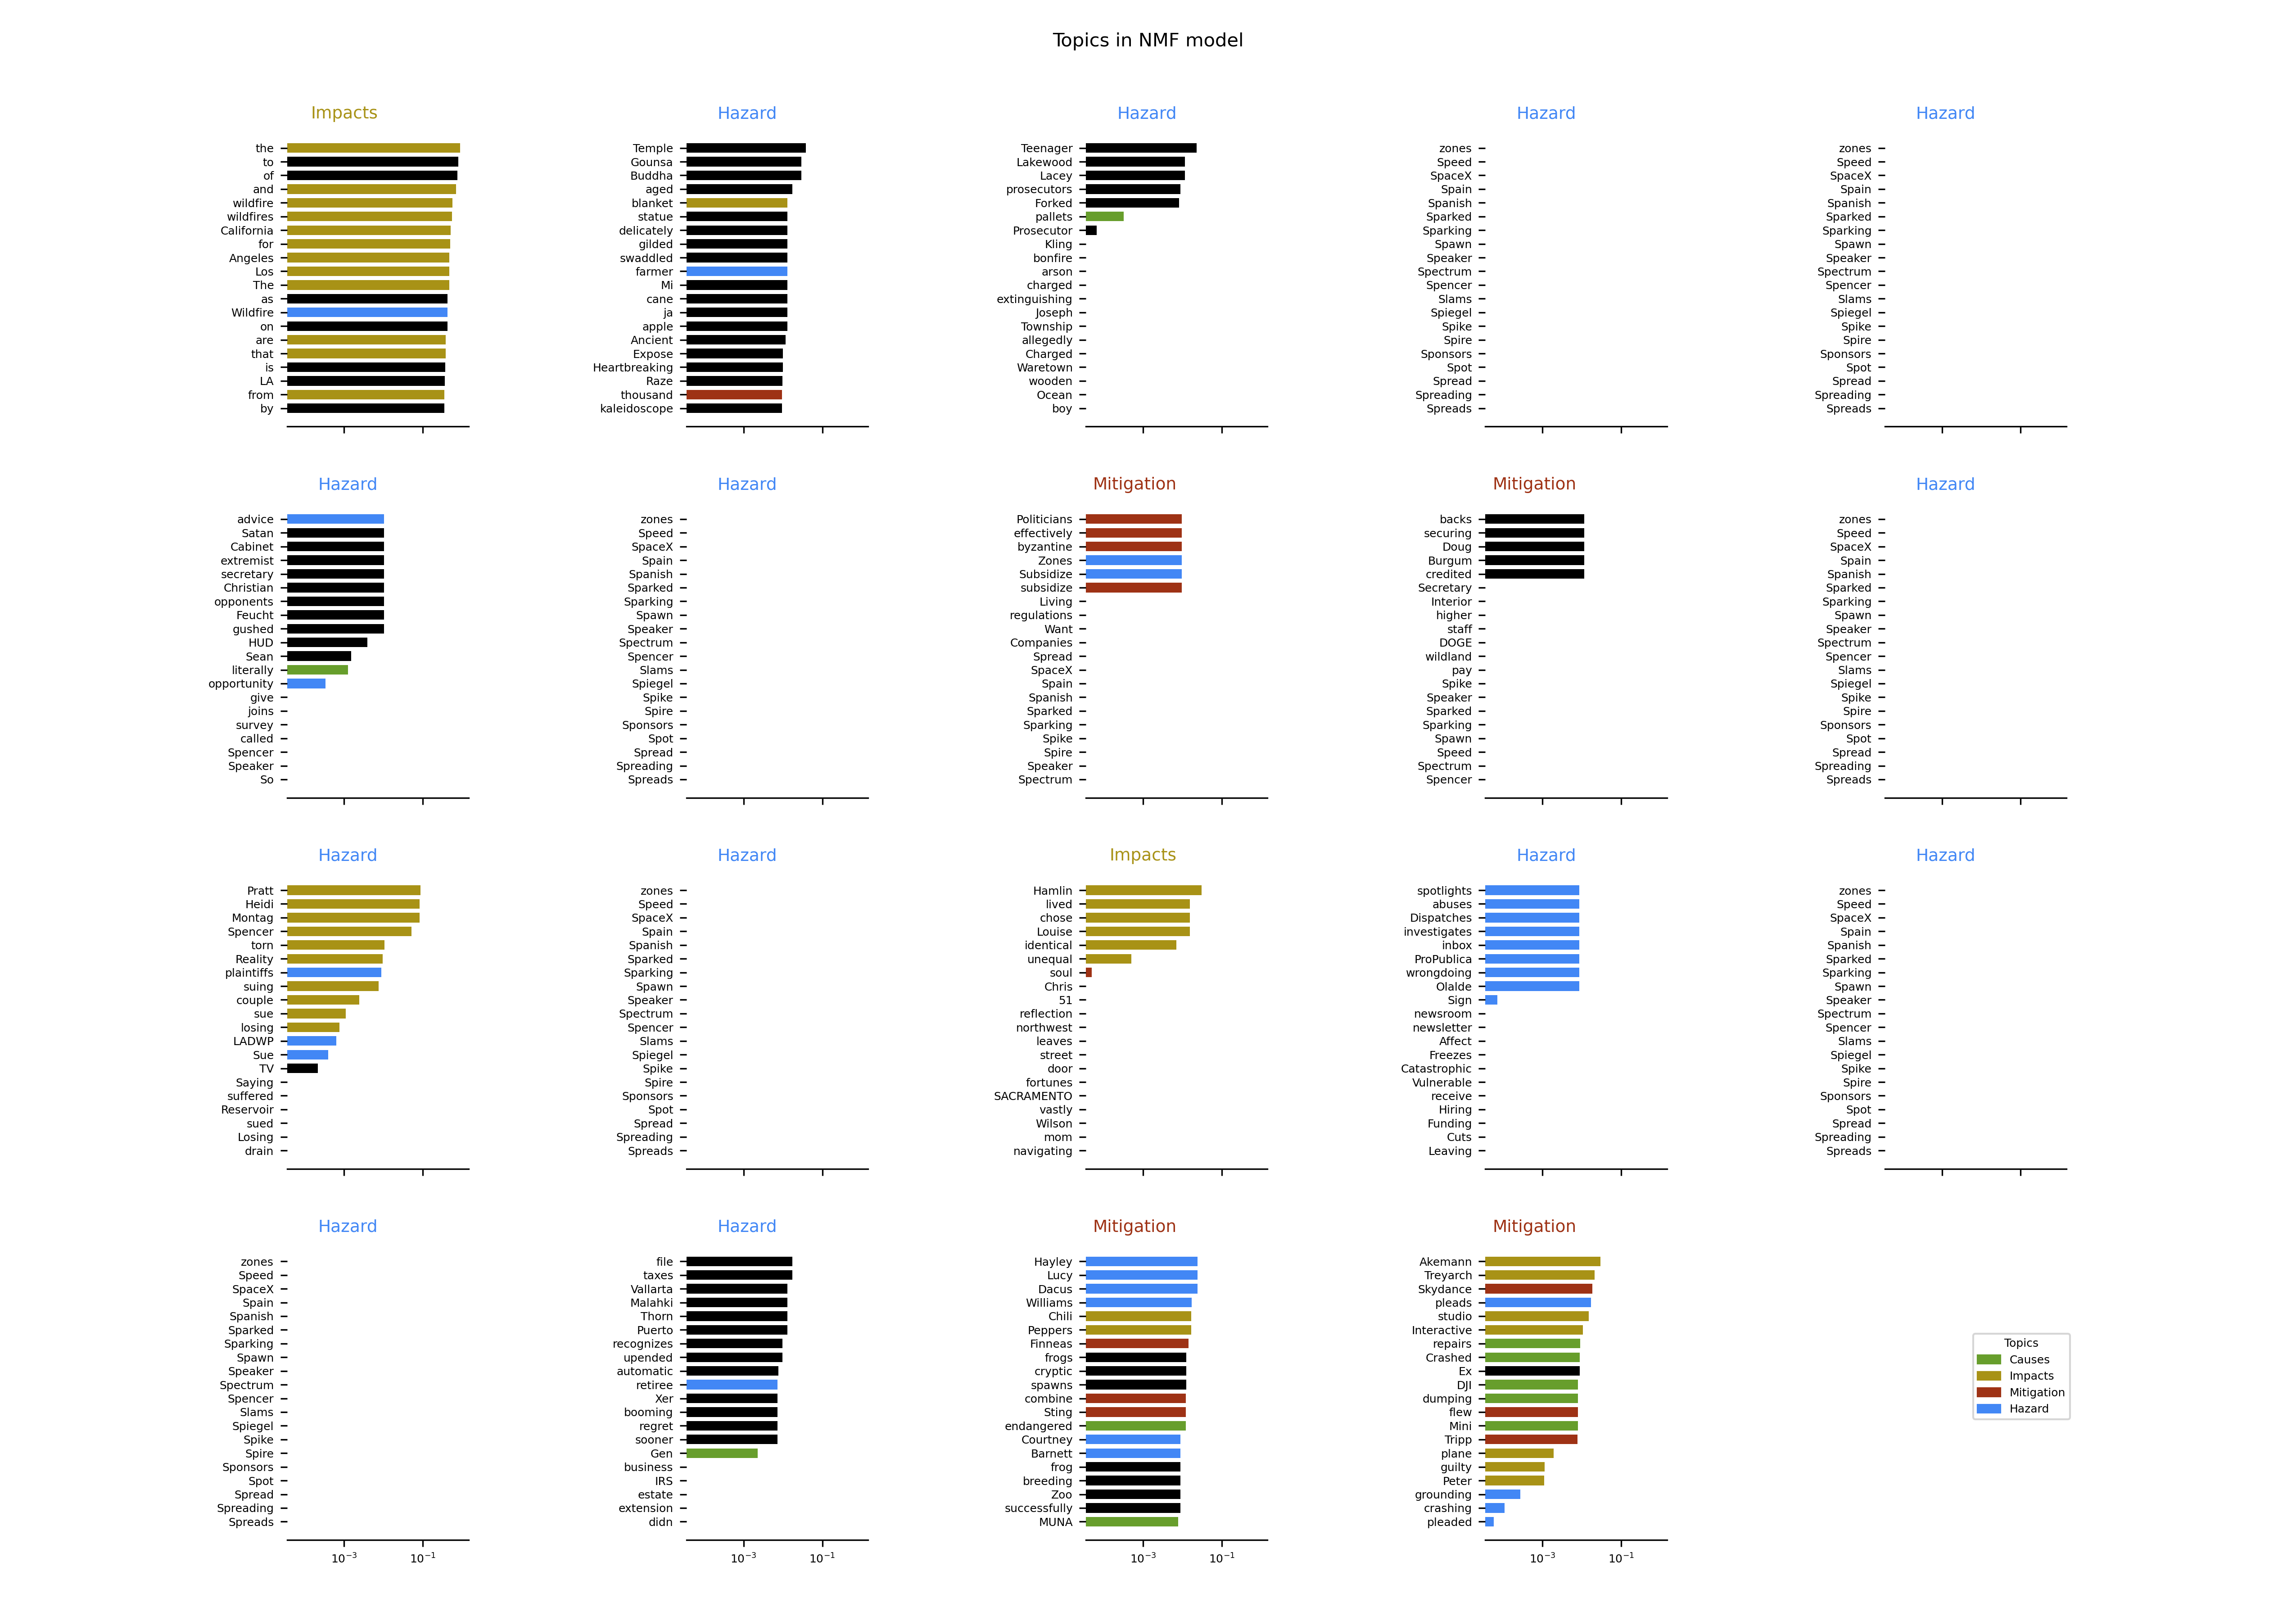 Topics in NMF model
Impacts
the
to
of
and
wildfire
wildfires
California
for
Angeles
Los
The
as
Wildfire
on
are
that
is
LA
from
by
Hazard
Temple
Gounsa
Buddha
aged
blanket
statue
delicately
gilded
swaddled
farmer
Mi
cane
ja
apple
Ancient
Expose
Heartbreaking
Raze
thousand
kaleidoscope
Hazard
Teenager
Lakewood
Lacey
prosecutors
Forked
pallets
Prosecutor
Kling
bonfire
arson
charged
extinguishing
Joseph
Township
allegedly
Charged
Waretown
wooden
Ocean
boy
Hazard
zones
Speed
SpaceX
Spain
Spanish
Sparked
Sparking
Spawn
Speaker
Spectrum
Spencer
Slams
Spiegel
Spike
Spire
Sponsors
Spot
Spread
Spreading
Spreads
Hazard
zones
Speed
SpaceX
Spain
Spanish
Sparked
Sparking
Spawn
Speaker
Spectrum
Spencer
Slams
Spiegel
Spike
Spire
Sponsors
Spot
Spread
Spreading
Spreads
Hazard
advice
Satan
Cabinet
extremist
secretary
Christian
opponents
Feucht
gushed
HUD
Sean
literally
opportunity
give
joins
survey
called
Spencer
Speaker
So
Hazard
zones
Speed
SpaceX
Spain
Spanish
Sparked
Sparking
Spawn
Speaker
Spectrum
Spencer
Slams
Spiegel
Spike
Spire
Sponsors
Spot
Spread
Spreading
Spreads
Mitigation
Politicians
effectively
byzantine
Zones
Subsidize
subsidize
Living
regulations
Want
Companies
Spread
SpaceX
Spain
Spanish
Sparked
Sparking
Spike
Spire
Speaker
Spectrum
Mitigation
backs
securing
Doug
Burgum
credited
Secretary
Interior
higher
staff
DOGE
wildland
pay
Spike
Speaker
Sparked
Sparking
Spawn
Speed
Spectrum
Spencer
Hazard
zones
Speed
SpaceX
Spain
Spanish
Sparked
Sparking
Spawn
Speaker
Spectrum
Spencer
Slams
Spiegel
Spike
Spire
Sponsors
Spot
Spread
Spreading
Spreads
Hazard
Pratt
Heidi
Montag
Spencer
torn
Reality
plaintiffs
suing
couple
sue
losing
LADWP
Sue
TV
Saying
suffered
Reservoir
sued
Losing
drain
Hazard
zones
Speed
SpaceX
Spain
Spanish
Sparked
Sparking
Spawn
Speaker
Spectrum
Spencer
Slams
Spiegel
Spike
Spire
Sponsors
Spot
Spread
Spreading
Spreads
Impacts
Hamlin
lived
chose
Louise
identical
unequal
soul
Chris
51
reflection
northwest
leaves
street
door
fortunes
SACRAMENTO
vastly
Wilson
mom
navigating
Hazard
spotlights
abuses
Dispatches
investigates
inbox
ProPublica
wrongdoing
Olalde
Sign
newsroom
newsletter
Affect
Freezes
Catastrophic
Vulnerable
receive
Hiring
Funding
Cuts
Leaving
Hazard
zones
Speed
SpaceX
Spain
Spanish
Sparked
Sparking
Spawn
Speaker
Spectrum
Spencer
Slams
Spiegel
Spike
Spire
Sponsors
Spot
Spread
Spreading
Spreads
Hazard
zones
Speed
SpaceX
Spain
Spanish
Sparked
Sparking
Spawn
Speaker
Spectrum
Spencer
Slams
Spiegel
Spike
Spire
Sponsors
Spot
Spread
Spreading
Spreads
10⁻³ 10⁻¹
Hazard
file
taxes
Vallarta
Malahki
Thorn
Puerto
recognizes
upended
automatic
retiree
Xer
booming
regret
sooner
Gen
business
IRS
estate
extension
didn
10⁻³ 10⁻¹
Mitigation
Hayley
Lucy
Dacus
Williams
Chili
Peppers
Finneas
frogs
cryptic
spawns
combine
Sting
endangered
Courtney
Barnett
frog
breeding
Zoo
successfully
MUNA
10⁻³ 10⁻¹
Mitigation
Akemann
Treyarch
Skydance
pleads
studio
Interactive
repairs
Crashed
Ex
DJI
dumping
flew
Mini
Tripp
plane
guilty
Peter
grounding
crashing
pleaded
10⁻³ 10⁻¹
Topics
Causes
Impacts
Mitigation
Hazard